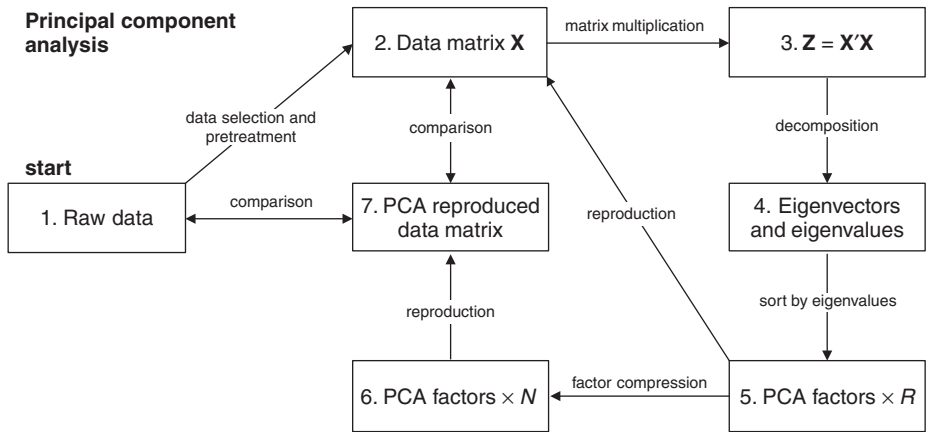 Principal component
analysis
2. Data matrix X
matrix multiplication
3. Z = X′X
data selection and
pretreatment
comparison
decomposition
start
1. Raw data
comparison
7. PCA reproduced
data matrix
reproduction
4. Eigenvectors
and eigenvalues
reproduction
sort by eigenvalues
6. PCA factors × N
factor compression
5. PCA factors × R